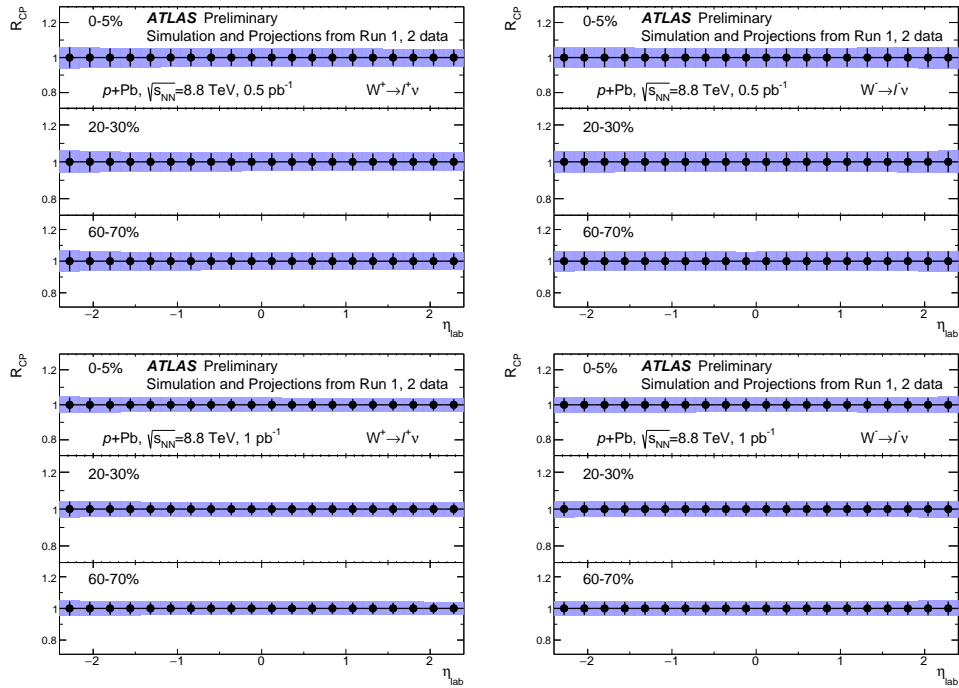 R_CP
0-5%
ATLAS Preliminary
Simulation and Projections from Run 1, 2 data
p+Pb, √s_NN=8.8 TeV, 0.5 pb⁻¹
W⁺→l⁺ν
1.2
1
0.8
20-30%
1.2
1
0.8
60-70%
1.2
1
0.8
−2 −1 0 1 2
η_lab
R_CP
0-5%
ATLAS Preliminary
Simulation and Projections from Run 1, 2 data
p+Pb, √s_NN=8.8 TeV, 0.5 pb⁻¹
W⁻→l⁻ν
1.2
1
0.8
20-30%
1.2
1
0.8
60-70%
1.2
1
0.8
−2 −1 0 1 2
η_lab
R_CP
0-5%
ATLAS Preliminary
Simulation and Projections from Run 1, 2 data
p+Pb, √s_NN=8.8 TeV, 1 pb⁻¹
W⁺→l⁺ν
1.2
1
0.8
20-30%
1.2
1
0.8
60-70%
1.2
1
0.8
−2 −1 0 1 2
η_lab
R_CP
0-5%
ATLAS Preliminary
Simulation and Projections from Run 1, 2 data
p+Pb, √s_NN=8.8 TeV, 1 pb⁻¹
W⁻→l⁻ν
1.2
1
0.8
20-30%
1.2
1
0.8
60-70%
1.2
1
0.8
−2 −1 0 1 2
η_lab